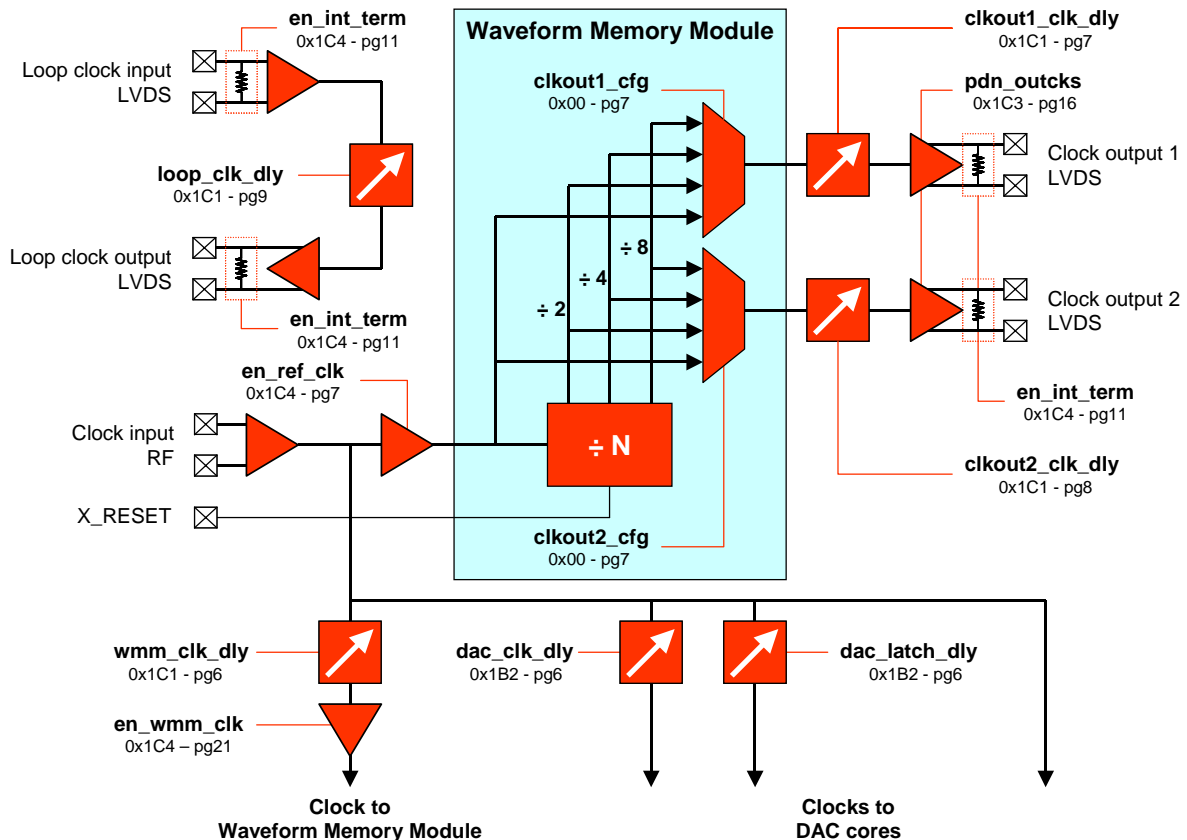 en_int_term
0x1C4 - pg11
Loop clock input
LVDS
loop_clk_dly
0x1C1 - pg9
Loop clock output
LVDS
en_int_term
0x1C4 - pg11
en_ref_clk
0x1C4 - pg7
Clock input
RF
X_RESET
Waveform Memory Module
clkout1_cfg
0x00 - pg7
÷ 8
÷ 4
÷ 2
÷ N
clkout2_cfg
0x00 - pg7
clkout1_clk_dly
0x1C1 - pg7
pdn_outcks
0x1C3 - pg16
Clock output 1
LVDS
Clock output 2
LVDS
en_int_term
0x1C4 - pg11
clkout2_clk_dly
0x1C1 - pg8
wmm_clk_dly
0x1C1 - pg6
en_wmm_clk
0x1C4 – pg21
dac_clk_dly
0x1B2 - pg6
dac_latch_dly
0x1B2 - pg6
Clock to
Waveform Memory Module
Clocks to
DAC cores